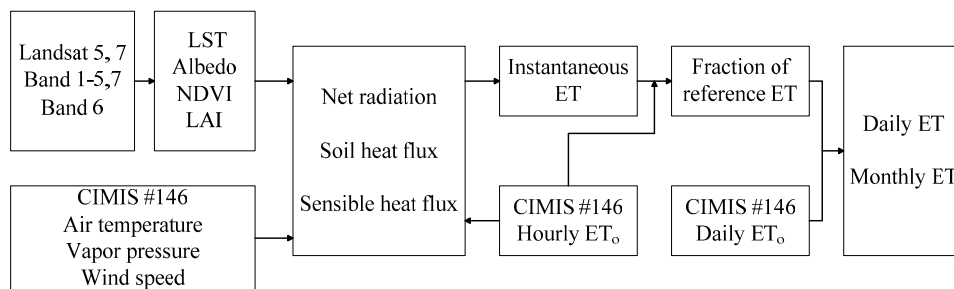 Landsat 5, 7
Band 1-5,7
Band 6
LST
Albedo
NDVI
LAI
CIMIS #146
Air temperature
Vapor pressure
Wind speed
Net radiation
Soil heat flux
Sensible heat flux
Instantaneous
ET
CIMIS #146
Hourly ETₒ
Fraction of
reference ET
CIMIS #146
Daily ETₒ
Daily ET
Monthly ET